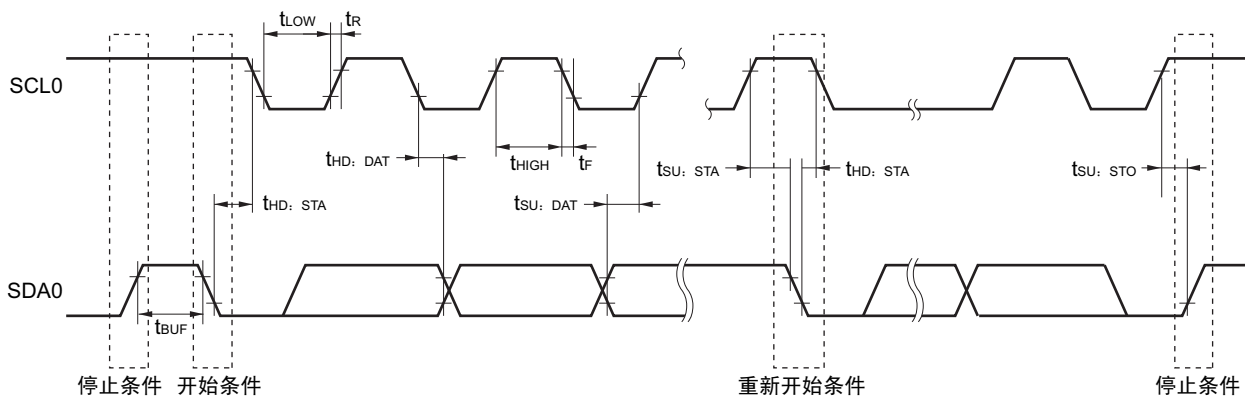 tLOW tR
SCL0
tHD: DAT tHIGH tF tSU: STA tHD: STA tSU: STO
tHD: STA tSU: DAT
SDA0
tBUF
停止条件 开始条件 重新开始条件 停止条件